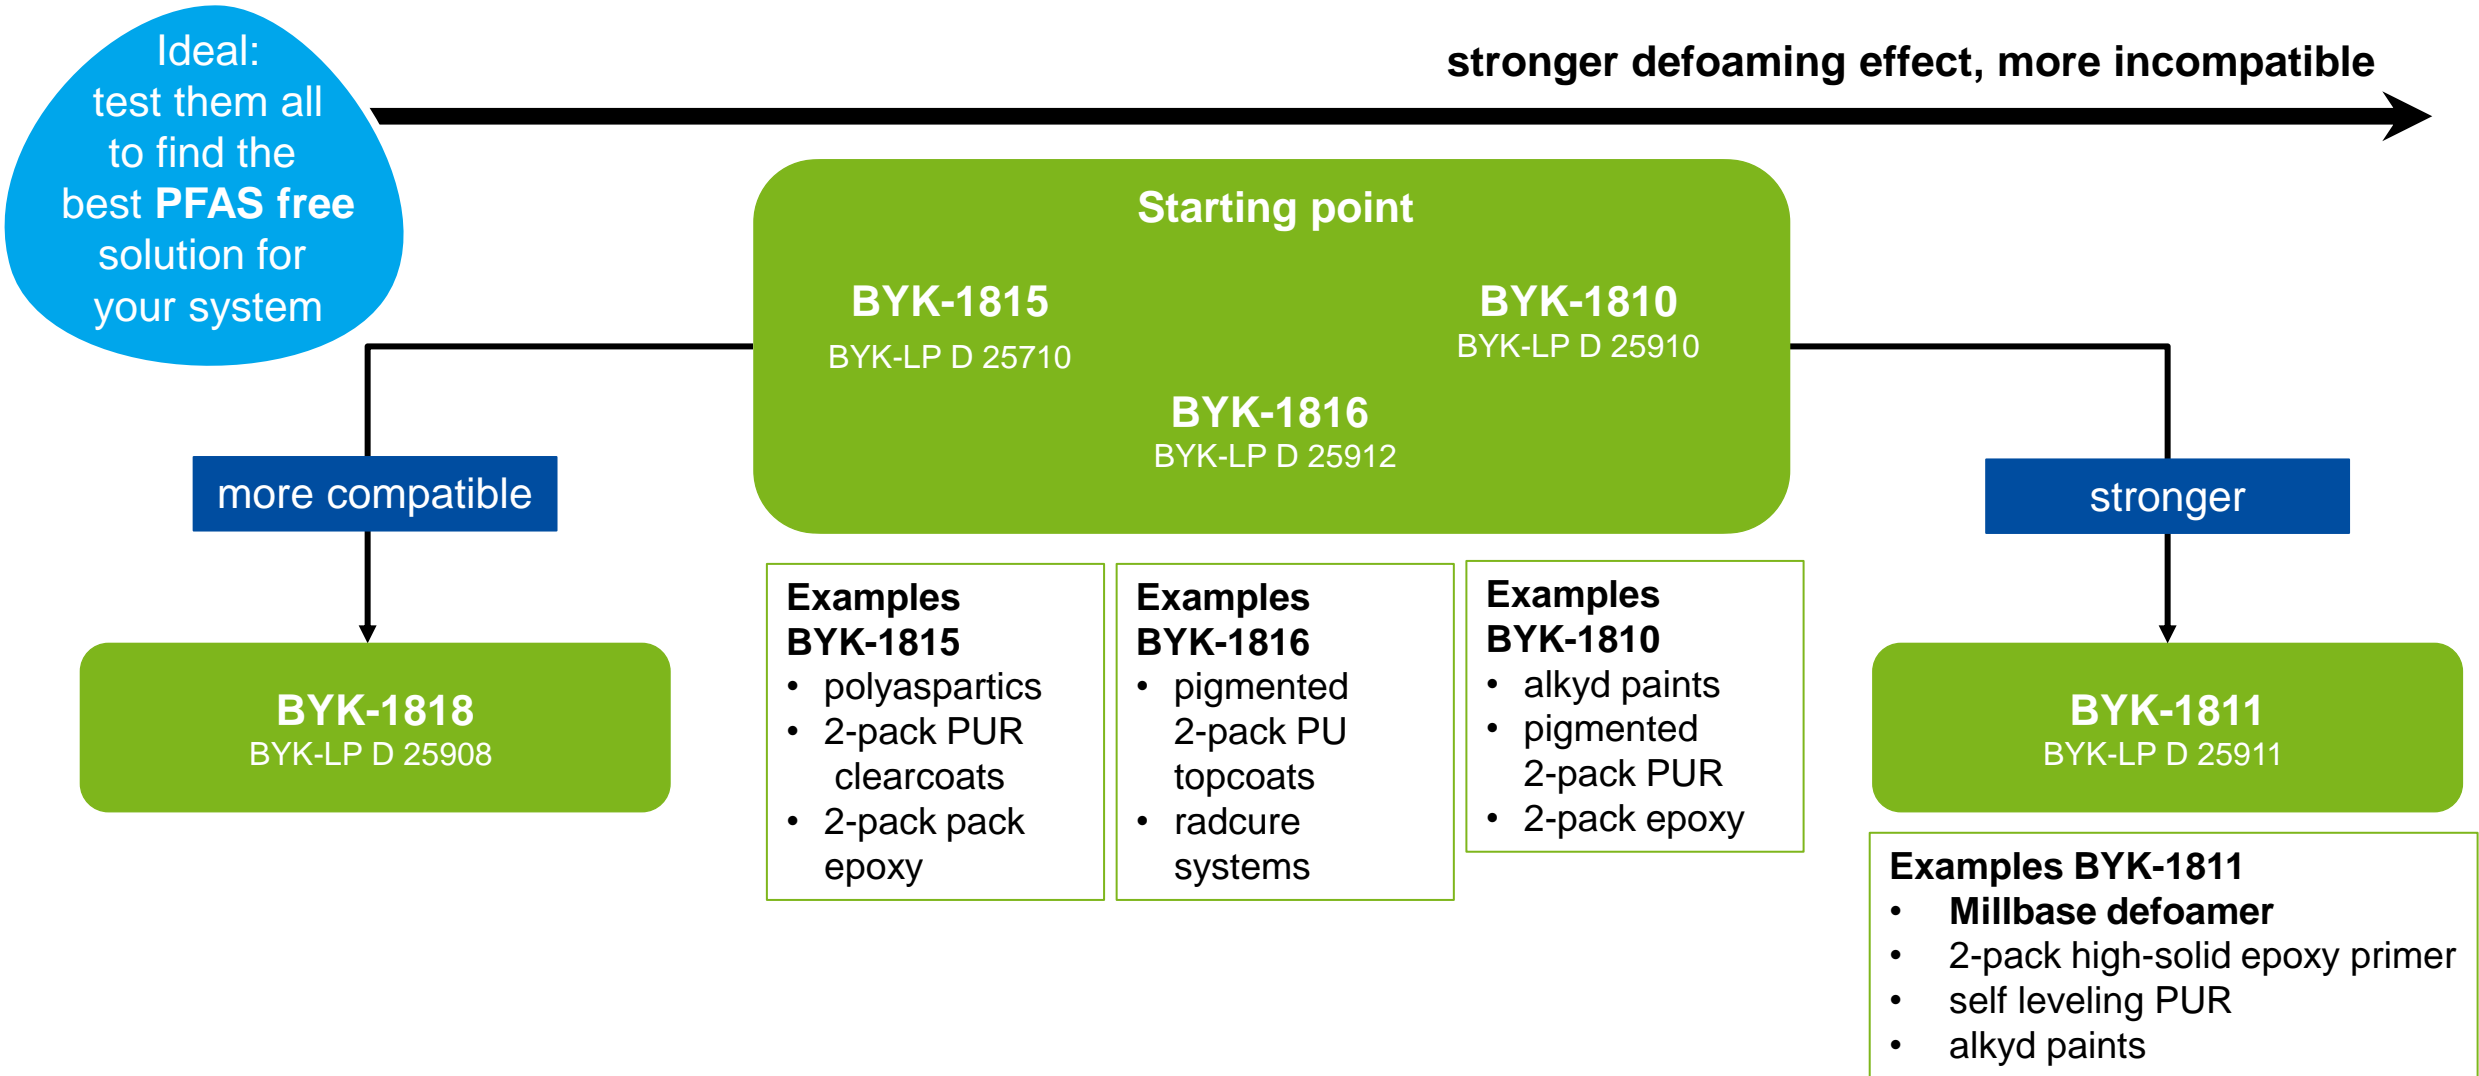 Ideal:
test them all
to find the
best PFAS free
solution for
your system
stronger defoaming effect, more incompatible
Starting point
BYK-1815
BYK-LP D 25710
BYK-1810
BYK-LP D 25910
BYK-1816
BYK-LP D 25912
more compatible
stronger
BYK-1818
BYK-LP D 25908
Examples
BYK-1815
• polyaspartics
• 2-pack PUR
clearcoats
• 2-pack pack
epoxy
Examples
BYK-1816
• pigmented
2-pack PU
topcoats
• radcure
systems
Examples
BYK-1810
• alkyd paints
• pigmented
2-pack PUR
• 2-pack epoxy
BYK-1811
BYK-LP D 25911
Examples BYK-1811
• Millbase defoamer
• 2-pack high-solid epoxy primer
• self leveling PUR
• alkyd paints